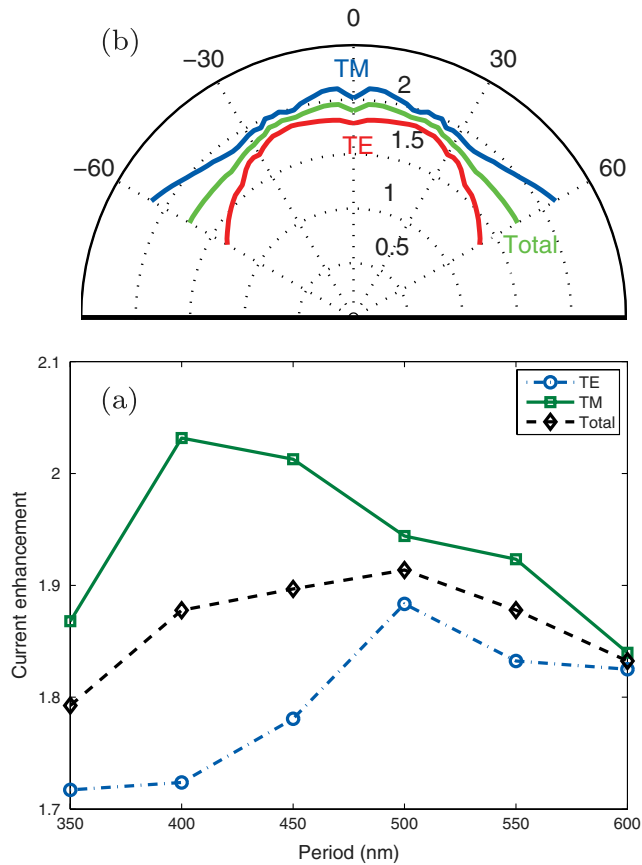 (b)
0
−30
30
−60
60
TM
2
1.5
TE
1
0.5
Total
(a)
2.1
2
1.9
1.8
1.7
Current enhancement
TE
TM
Total
350
400
450
500
550
600
Period (nm)